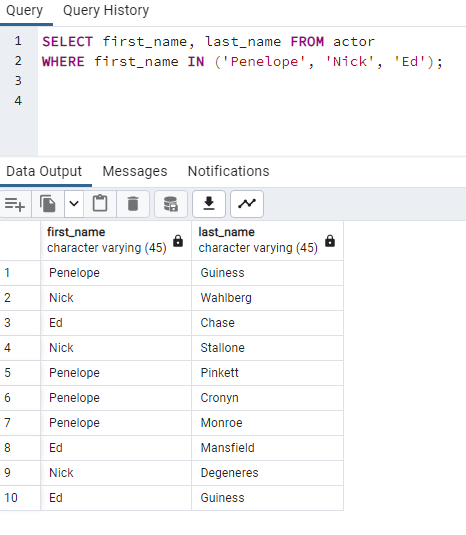 Query Query History
1 SELECT first_name, last_name FROM actor
2 WHERE first_name IN ('Penelope', 'Nick', 'Ed');
3
4
Data Output Messages Notifications
first_name last_name
character varying (45) character varying (45)
1 Penelope Guiness
2 Nick Wahlberg
3 Ed Chase
4 Nick Stallone
5 Penelope Pinkett
6 Penelope Cronyn
7 Penelope Monroe
8 Ed Mansfield
9 Nick Degeneres
10 Ed Guiness